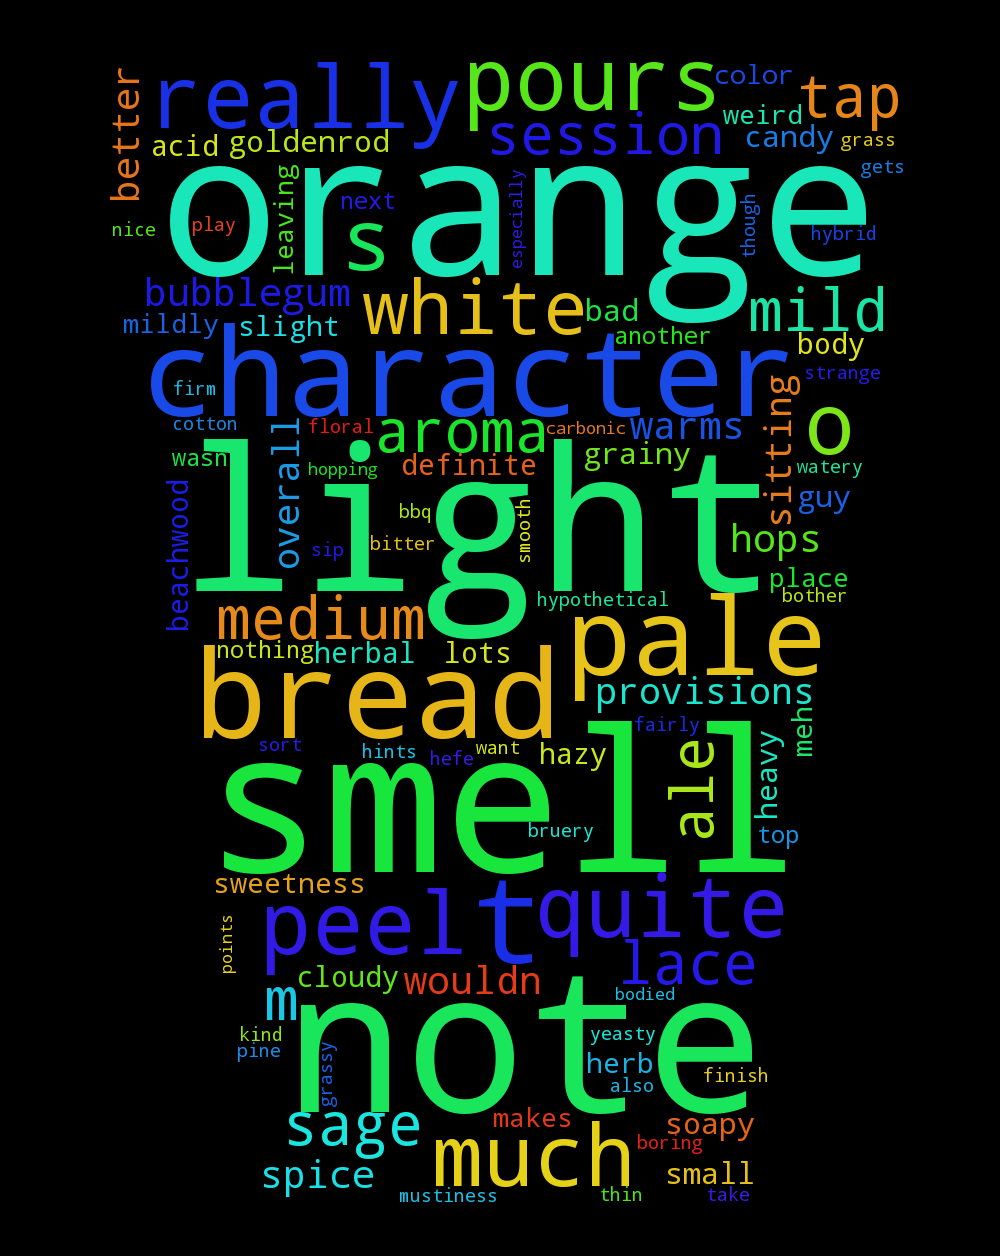 really
pours
color
tap
better
session
weird
candy
grass
acid
goldenrod
orange
gets
leaving
next
especially
though
nice
play
s
hybrid
bubblegum
white
bad
mild
mildly
slight
another
body
character
strange
firm
sitting
o
cotton
floral
aroma
carbonic
warms
overall
wasn
hopping
definite
grainy
watery
light
beachwood
bbq
smooth
guy
sip
bitter
hops
hypothetical
place
bother
medium
pale
nothing
herbal
lots
bread
provisions
fairly
meh
sort
hints
hefe
want
hazy
ale
heavy
smell
bruery
top
sweetness
peel
t
quite
points
cloudy
wouldn
lace
m
bodied
note
kind
pine
grassy
yeasty
herb
also
finish
sage
makes
soapy
much
boring
spice
small
mustiness
thin
take